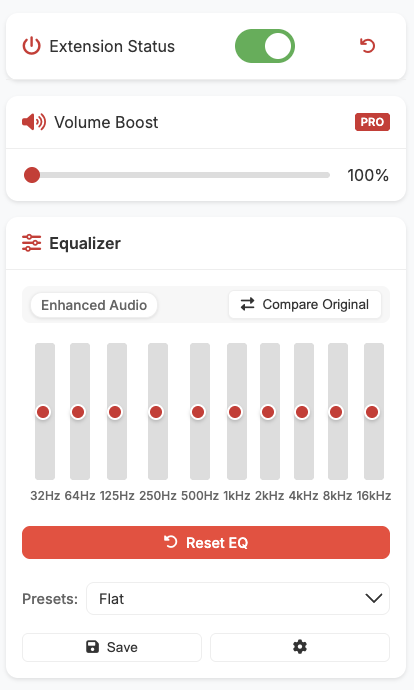 Extension Status
Volume Boost PRO
100%
Equalizer
Enhanced Audio Compare Original
32Hz 64Hz 125Hz 250Hz 500Hz 1kHz 2kHz 4kHz 8kHz 16kHz
Reset EQ
Presets: Flat
Save